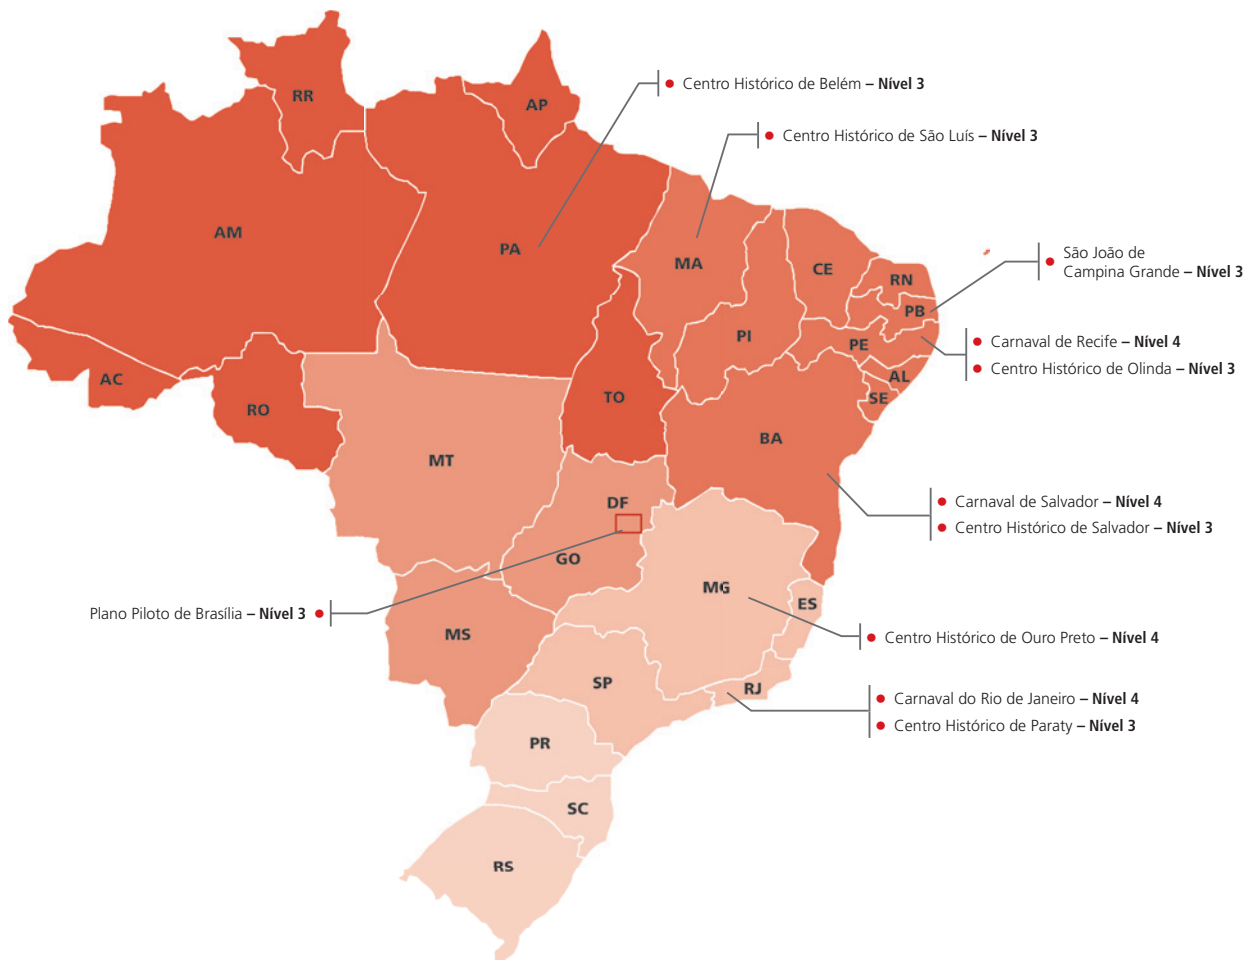 RR
AP
Centro Histórico de Belém – Nível 3
Centro Histórico de São Luís – Nível 3
AM
PA
MA
CE
RN
São João de
Campina Grande – Nível 3
PB
PI
PE
Carnaval de Recife – Nível 4
Centro Histórico de Olinda – Nível 3
AC
RO
TO
AL
SE
MT
BA
DF
Carnaval de Salvador – Nível 4
Centro Histórico de Salvador – Nível 3
GO
MG
ES
Plano Piloto de Brasília – Nível 3
MS
Centro Histórico de Ouro Preto – Nível 4
SP
RJ
Carnaval do Rio de Janeiro – Nível 4
Centro Histórico de Paraty – Nível 3
PR
SC
RS